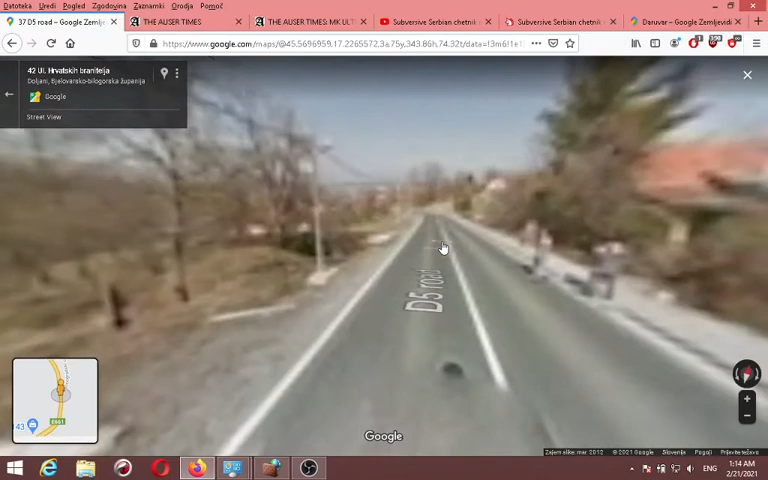 Datoteka Uredi Pogled Zgodovina Zaznamki Orodja Pomoč
37 D5 road – Google Zemlje
THE AUSER TIMES
THE AUSER TIMES: MK ULT
Subversive Serbian chetnik
Subversive Serbian chetnik
Daruvar – Google Zemljevidi
https://www.google.com/maps/@45.5696959,17.2265572,3a,75y,343.86h,74.32t/data=!3m6!1e1
42 Ul. Hrvatskih branitelja
Doljani, Bjelovarsko-bilogorska županija
Google
Street View
D5 road
43
E661
Google
Zajem slike: mar. 2012 © 2021 Google Slovenija Pogoji Prijavite težavo
ENG
1:14 AM
2/21/2021